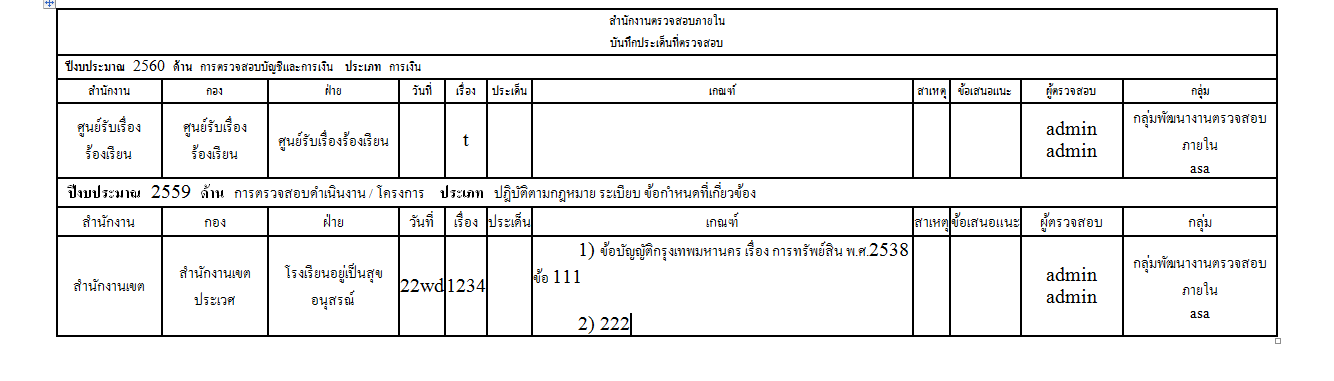 สำนักงานตรวจสอบภายใน
บันทึกประเด็นที่ตรวจสอบ
ปีงบประมาณ 2560 ด้าน การตรวจสอบบัญชีและการเงิน ประเภท การเงิน
สำนักงาน กอง ฝ่าย วันที่ เรื่อง ประเด็น เกณฑ์ สาเหตุ ข้อเสนอแนะ ผู้ตรวจสอบ กลุ่ม
ศูนย์รับเรื่อง
ร้องเรียน
ศูนย์รับเรื่อง
ร้องเรียน
ศูนย์รับเรื่องร้องเรียน
t
admin
admin
กลุ่มพัฒนางานตรวจสอบ
ภายใน
asa
ปีงบประมาณ 2559 ด้าน การตรวจสอบดำเนินงาน / โครงการ ประเภท ปฎิบัติตามกฎหมาย ระเบียบ ข้อกำหนดที่เกี่ยวข้อง
สำนักงาน กอง ฝ่าย วันที่ เรื่อง ประเด็น เกณฑ์ สาเหตุ ข้อเสนอแนะ ผู้ตรวจสอบ กลุ่ม
สำนักงานเขต
สำนักงานเขต
ประเวศ
โรงเรียนอยู่เป็นสุข
อนุสรณ์
22wd
1234
1) ข้อบัญญัติกรุงเทพมหานคร เรื่อง การทรัพย์สิน พ.ศ.2538
ข้อ 111
2) 222
admin
admin
กลุ่มพัฒนางานตรวจสอบ
ภายใน
asa